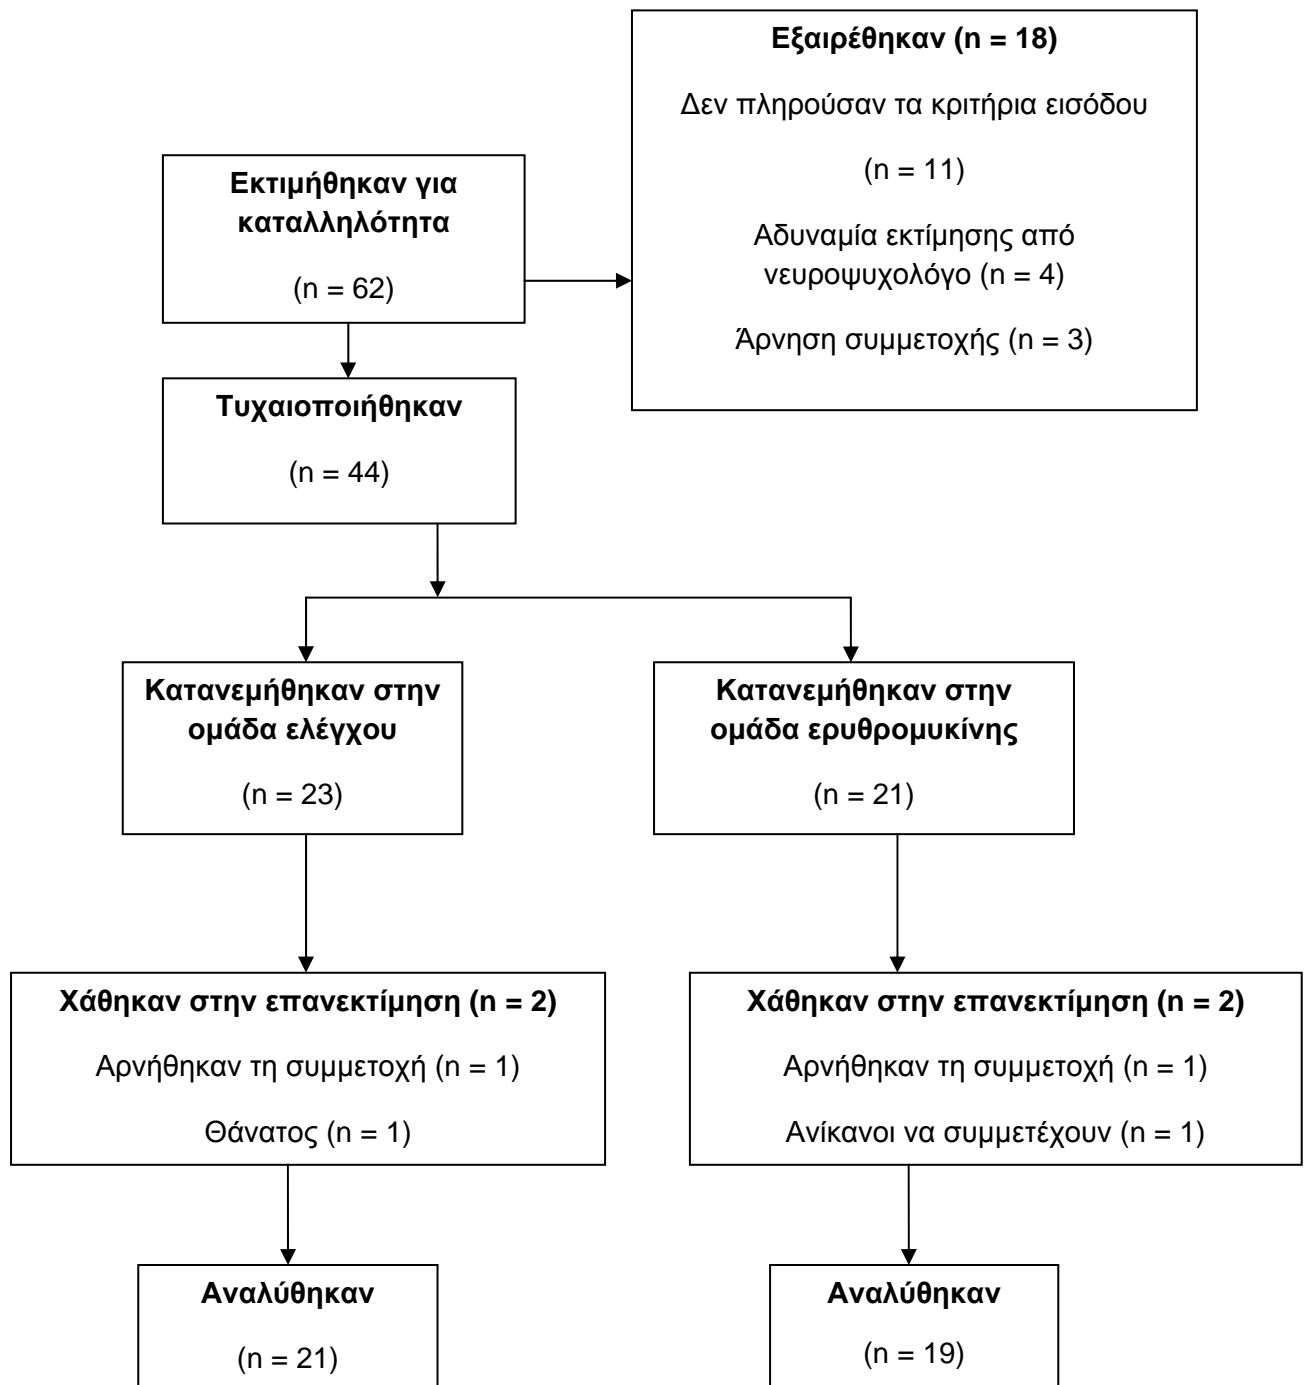 Εξαιρέθηκαν (n = 18)
Δεν πληρούσαν τα κριτήρια εισόδου
(n = 11)
Αδυναμία εκτίμησης από
νευροψυχολόγο (n = 4)
Άρνηση συμμετοχής (n = 3)
Εκτιμήθηκαν για
καταλληλότητα
(n = 62)
Τυχαιοποιήθηκαν
(n = 44)
Κατανεμήθηκαν στην
ομάδα ελέγχου
(n = 23)
Κατανεμήθηκαν στην
ομάδα ερυθρομυκίνης
(n = 21)
Χάθηκαν στην επανεκτίμηση (n = 2)
Αρνήθηκαν τη συμμετοχή (n = 1)
Θάνατος (n = 1)
Χάθηκαν στην επανεκτίμηση (n = 2)
Αρνήθηκαν τη συμμετοχή (n = 1)
Ανίκανοι να συμμετέχουν (n = 1)
Αναλύθηκαν
(n = 21)
Αναλύθηκαν
(n = 19)